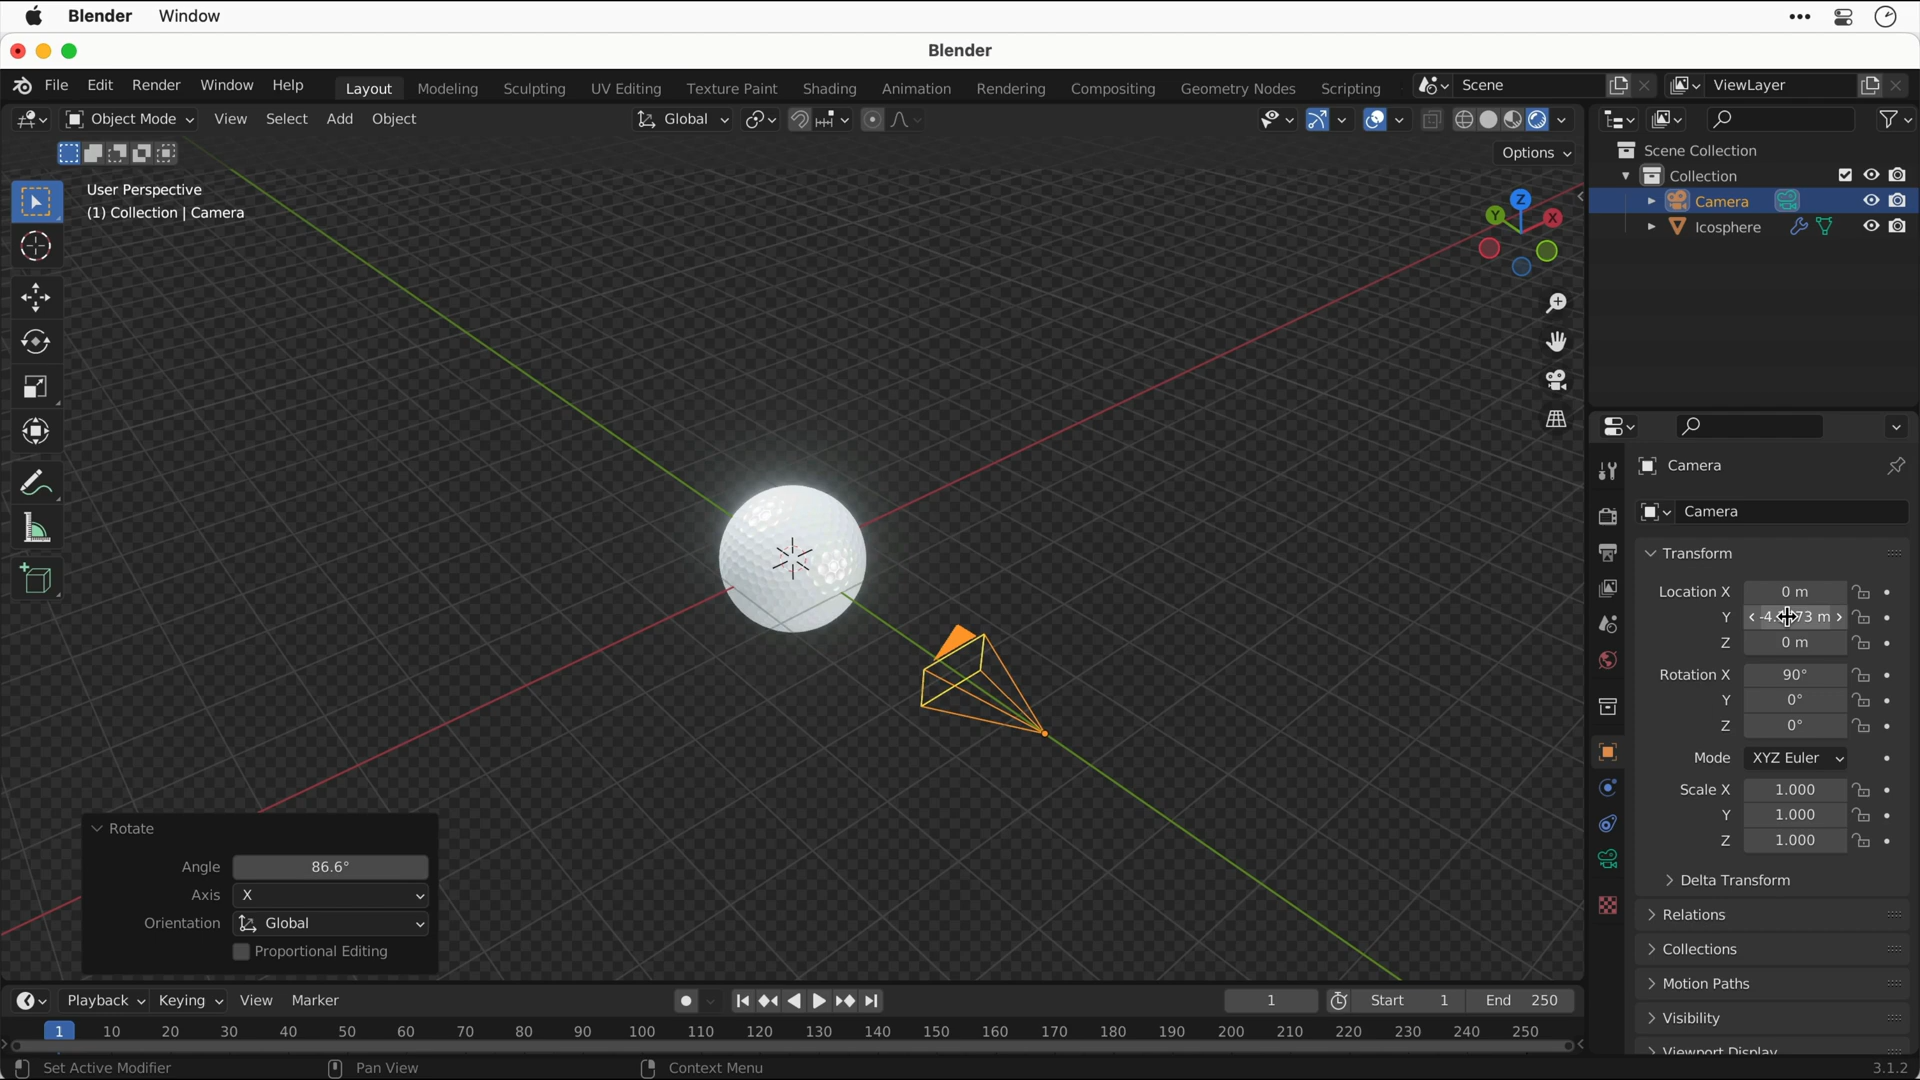 Blender Window
Blender
File Edit Render Window Help Layout Modeling Sculpting UV Editing Texture Paint Shading Animation Rendering Compositing Geometry Nodes Scripting Scene ViewLayer
Object Mode View Select Add Object Global
Options
User Perspective
(1) Collection | Camera
Z
Y
X
Scene Collection
Collection
Camera
Icosphere
Camera
Camera
Transform
Location X 0 m
Y
Z 0 m
Rotation X 90°
Y 0°
Z 0°
Mode XYZ Euler
Scale X 1.000
Y 1.000
Z 1.000
Delta Transform
Relations
Collections
Motion Paths
Visibility
Viewport Display
Rotate
Angle 86.6°
Axis X
Orientation Global
Proportional Editing
Playback Keying View Marker 1 Start 1 End 250
1 10 20 30 40 50 60 70 80 90 100 110 120 130 140 150 160 170 180 190 200 210 220 230 240 250
Set Active Modifier Pan View Context Menu 3.1.2